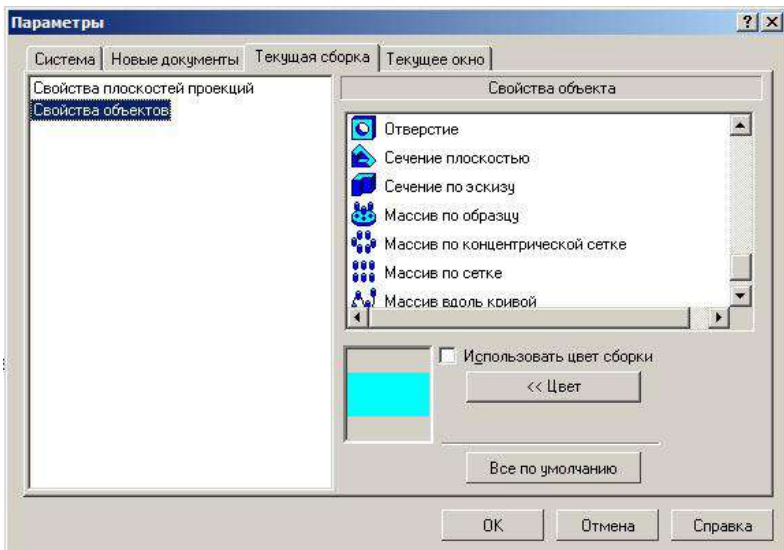 Параметры
Система
Новые документы
Текущая сборка
Текущее окно
Свойства плоскостей проекций
Свойства объектов
Свойства объекта
Отверстие
Сечение плоскостью
Сечение по эскизу
Массив по образцу
Массив по концентрической сетке
Массив по сетке
Массив вдоль кривой
Использовать цвет сборки
<< Цвет
Все по умолчанию
OK
Отмена
Справка